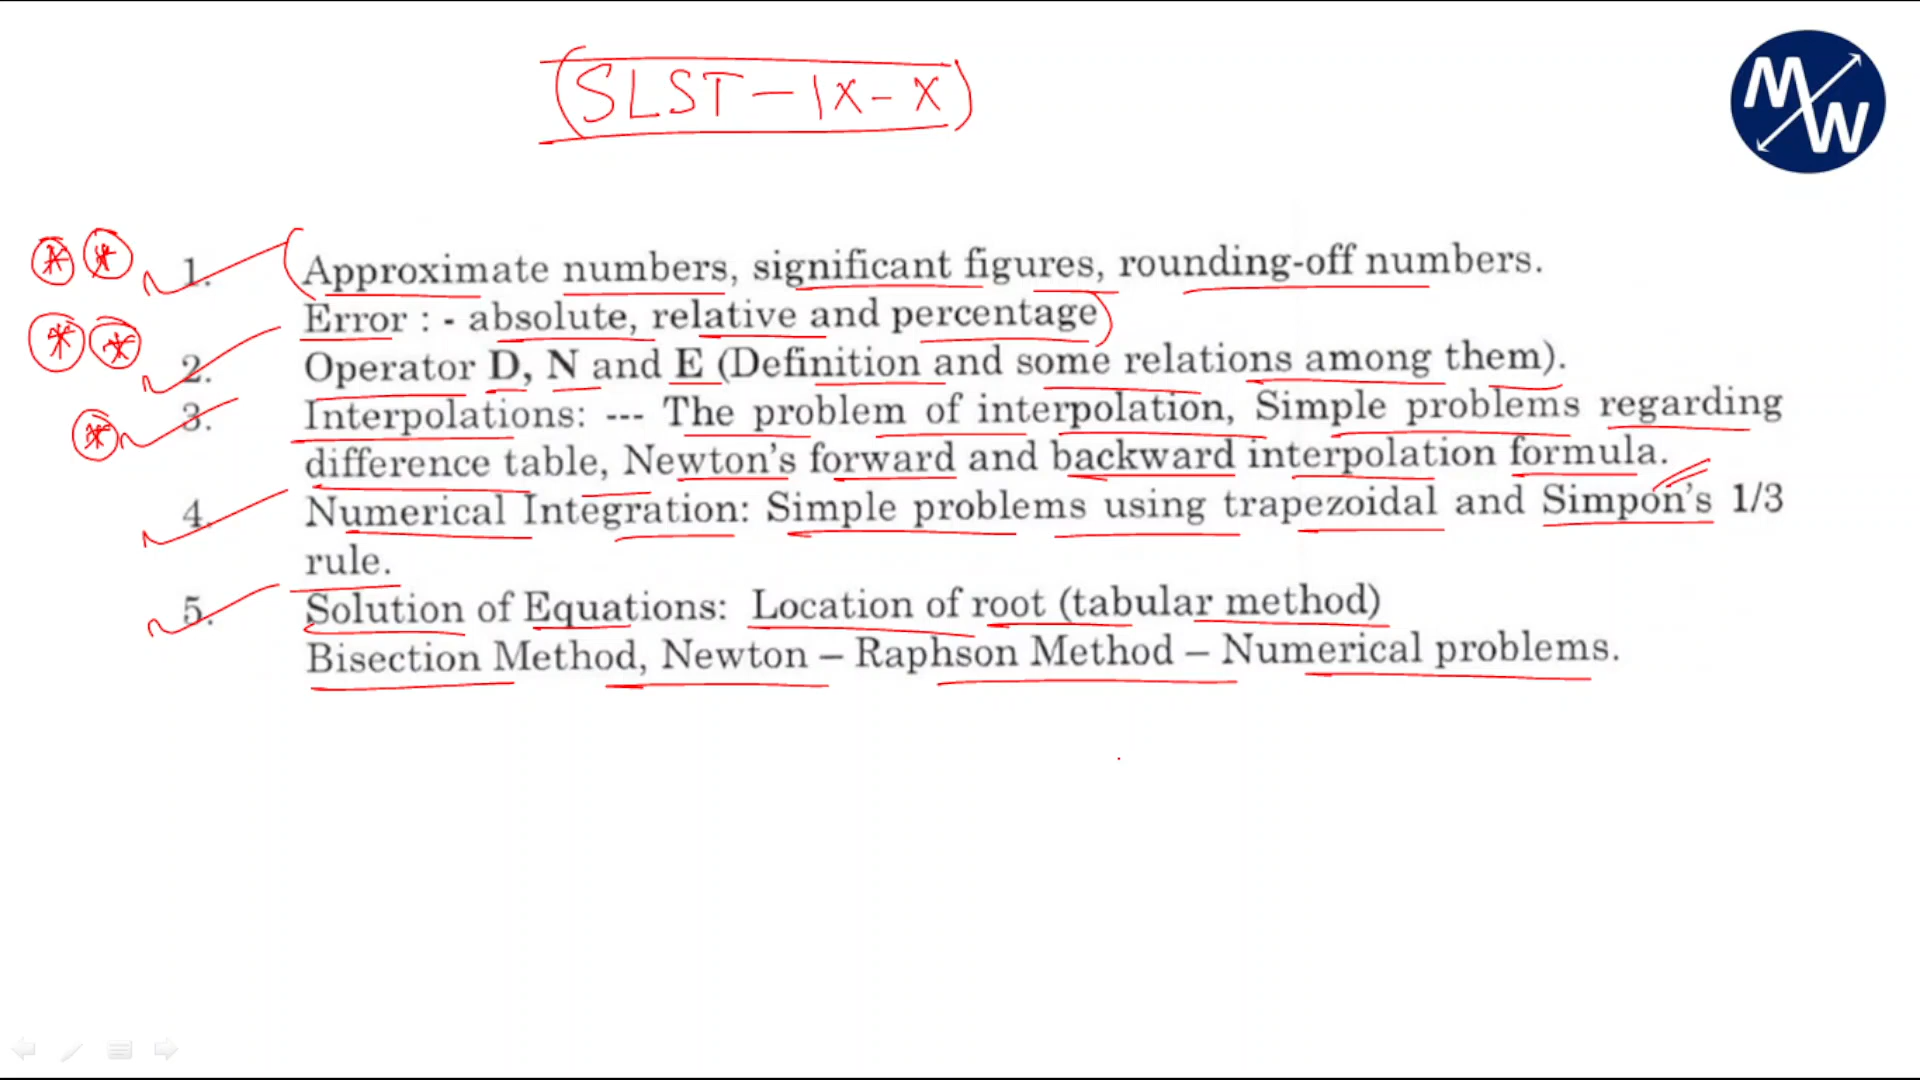 (SLST - IX - X)
MW
1. Approximate numbers, significant figures, rounding-off numbers.
Error : - absolute, relative and percentage)
2. Operator D, N and E (Definition and some relations among them).
3. Interpolations: --- The problem of interpolation, Simple problems regarding
difference table, Newton's forward and backward interpolation formula.
4. Numerical Integration: Simple problems using trapezoidal and Simpon's 1/3
rule.
5. Solution of Equations: Location of root (tabular method)
Bisection Method, Newton – Raphson Method – Numerical problems.